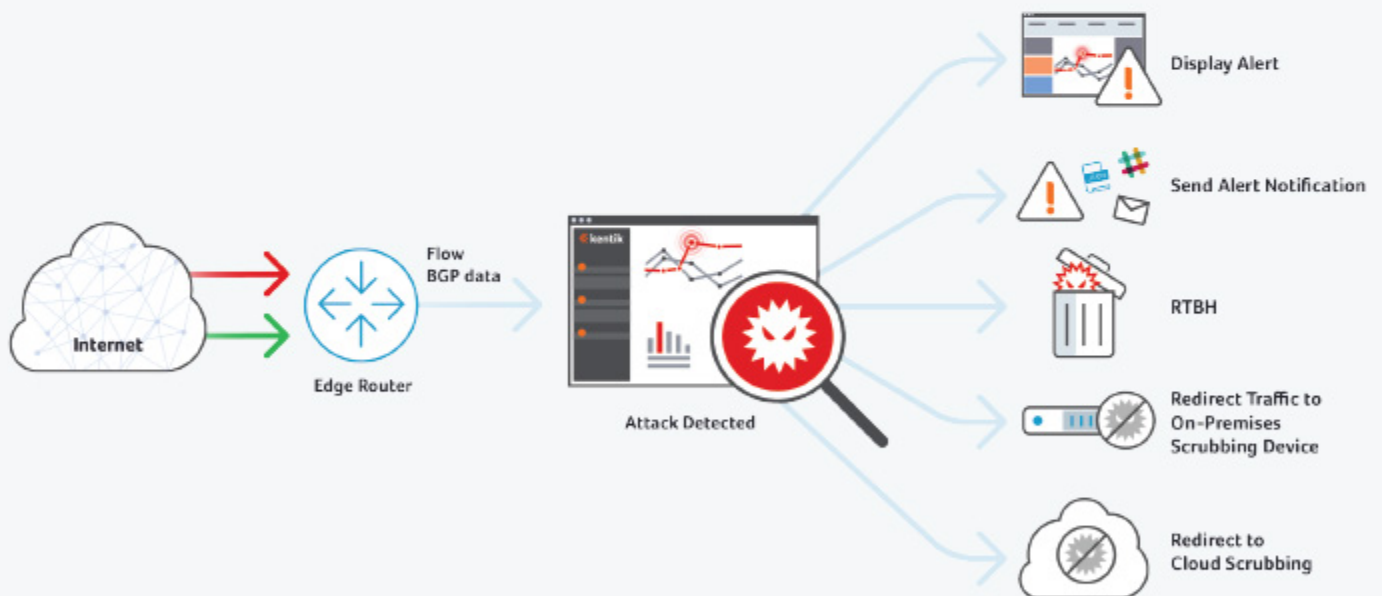 Internet
Edge Router
Flow
BGP data
kentik
Attack Detected
Display Alert
Send Alert Notification
RTBH
Redirect Traffic to
On-Premises
Scrubbing Device
Redirect to
Cloud Scrubbing